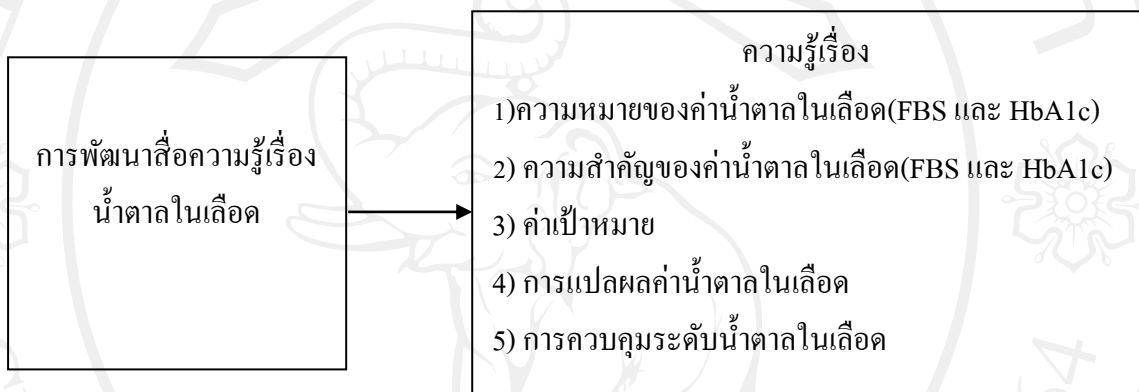 การพัฒนาสื่อความรู้เรื่อง
น้ำตาลในเลือด
ความรู้เรื่อง
1)ความหมายของค่าน้ำตาลในเลือด(FBS และ HbA1c)
2) ความสำคัญของค่าน้ำตาลในเลือด(FBS และ HbA1c)
3) ค่าเป้าหมาย
4) การแปลผลค่าน้ำตาลในเลือด
5) การควบคุมระดับน้ำตาลในเลือด